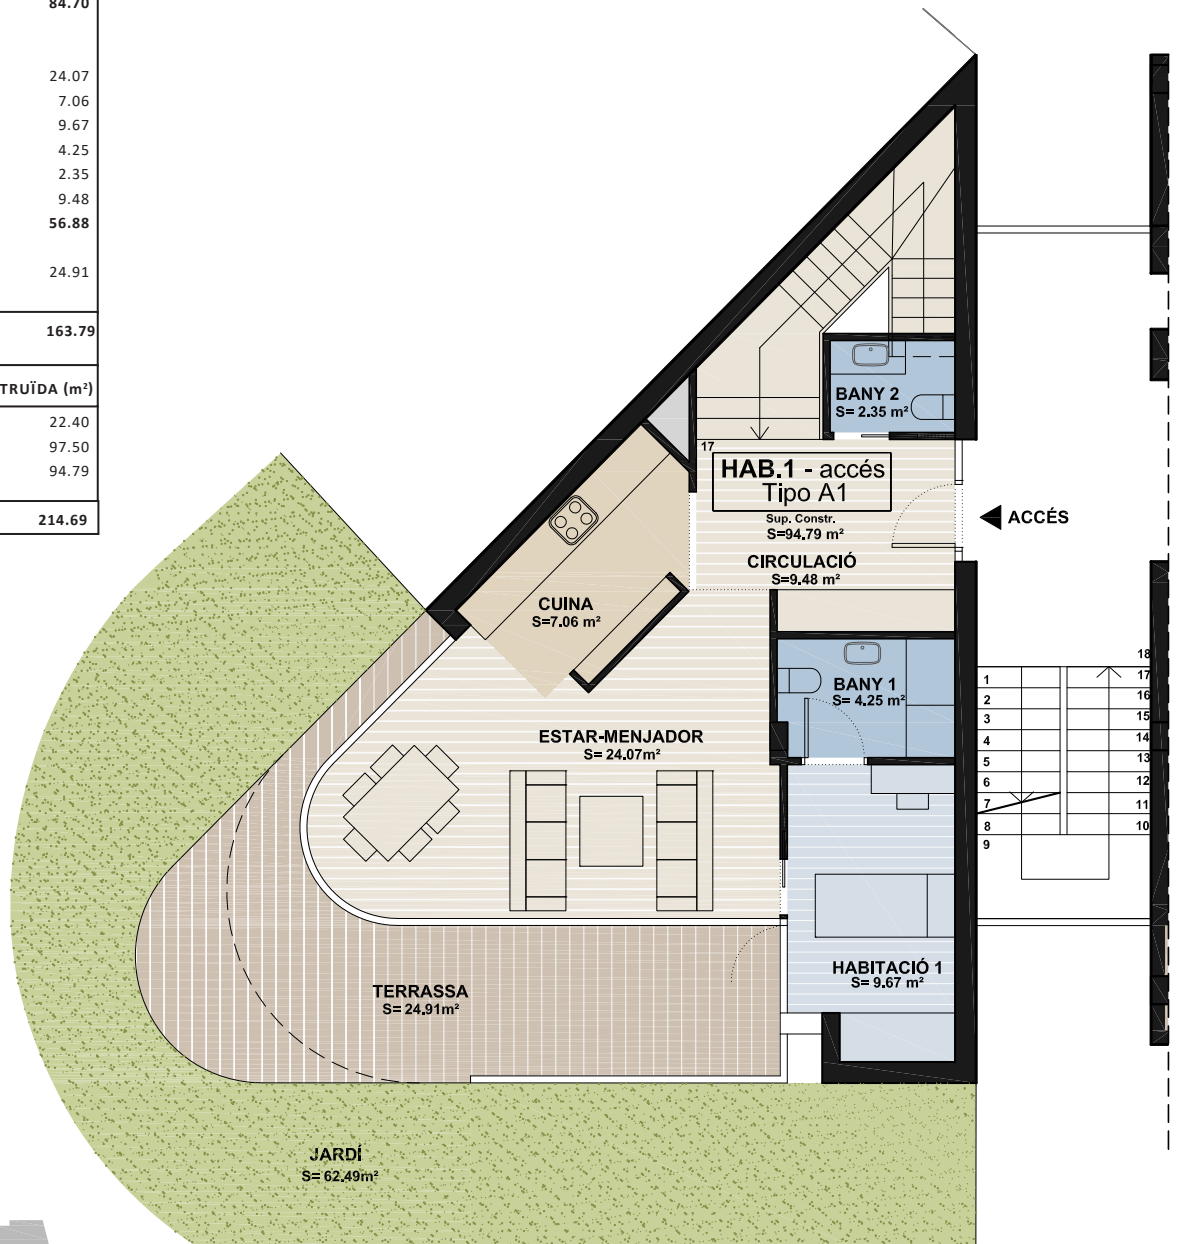 84.70
24.07
7.06
9.67
4.25
2.35
9.48
56.88
24.91
163.79
TRUÏDA (m²)
22.40
97.50
94.79
214.69
BANY 2
S= 2.35 m²
17
HAB.1 - accés
Tipo A1
Sup. Constr.
S=94.79 m²
ACCÉS
CIRCULACIÓ
S=9.48 m²
CUINA
S=7.06 m²
BANY 1
S= 4.25 m²
ESTAR-MENJADOR
S= 24.07m²
1
2
3
4
5
6
7
8
9
18
17
16
15
14
13
12
11
10
HABITACIÓ 1
S= 9.67 m²
TERRASSA
S= 24.91m²
JARDÍ
S= 62.49m²